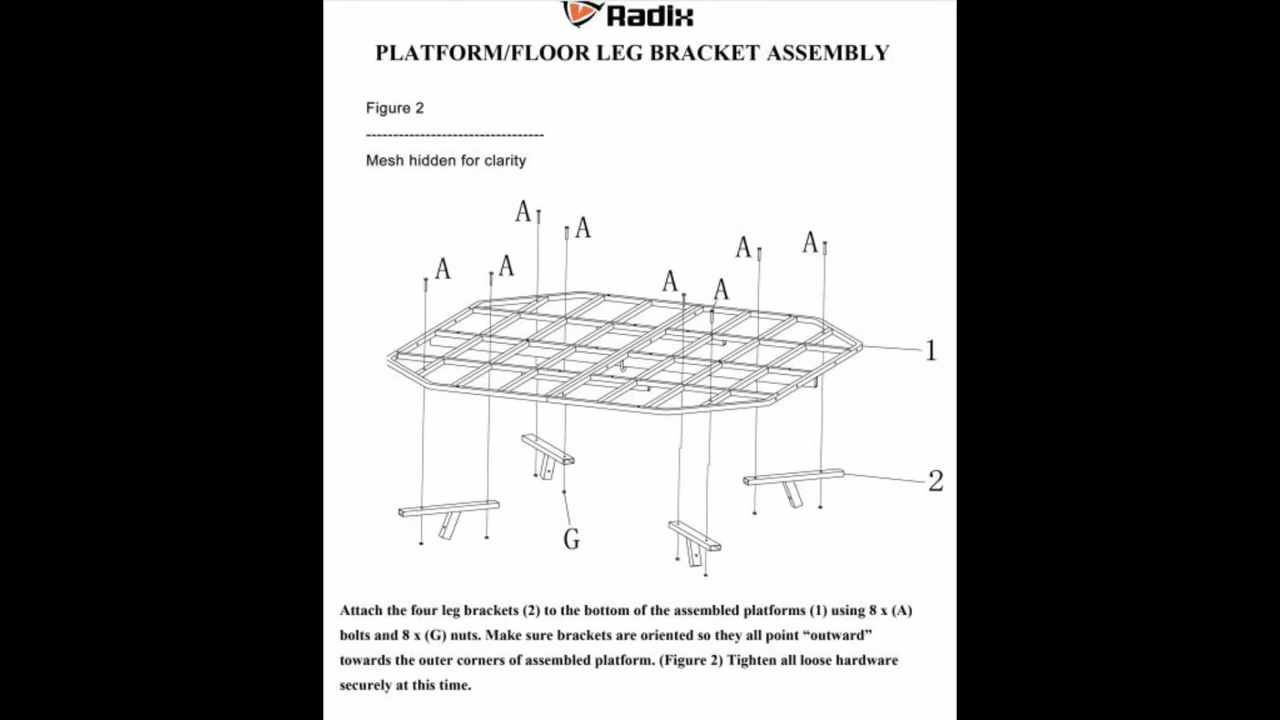 Radix
PLATFORM/FLOOR LEG BRACKET ASSEMBLY
Figure 2
---------------------------------
Mesh hidden for clarity
A
A
A
A
A
A
A
A
1
2
G
Attach the four leg brackets (2) to the bottom of the assembled platforms (1) using 8 x (A)
bolts and 8 x (G) nuts. Make sure brackets are oriented so they all point “outward”
towards the outer corners of assembled platform. (Figure 2) Tighten all loose hardware
securely at this time.